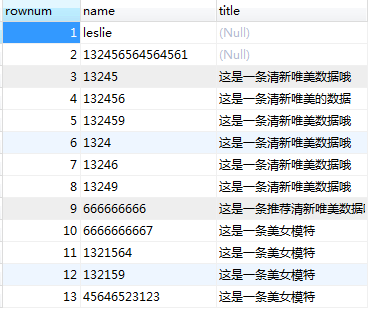 rownum name title
1 leslie (Null)
2 132456564564561 (Null)
3 13245 这是一条清新唯美数据哦
4 132456 这是一条清新唯美的数据
5 132459 这是一条清新唯美数据哦
6 1324 这是一条清新唯美数据哦
7 13246 这是一条清新唯美数据哦
8 13249 这是一条清新唯美数据哦
9 666666666 这是一条推荐清新唯美数据
10 6666666667 这是一条美女模特
11 1321564 这是一条美女模特
12 132159 这是一条美女模特
13 45646523123 这是一条美女模特